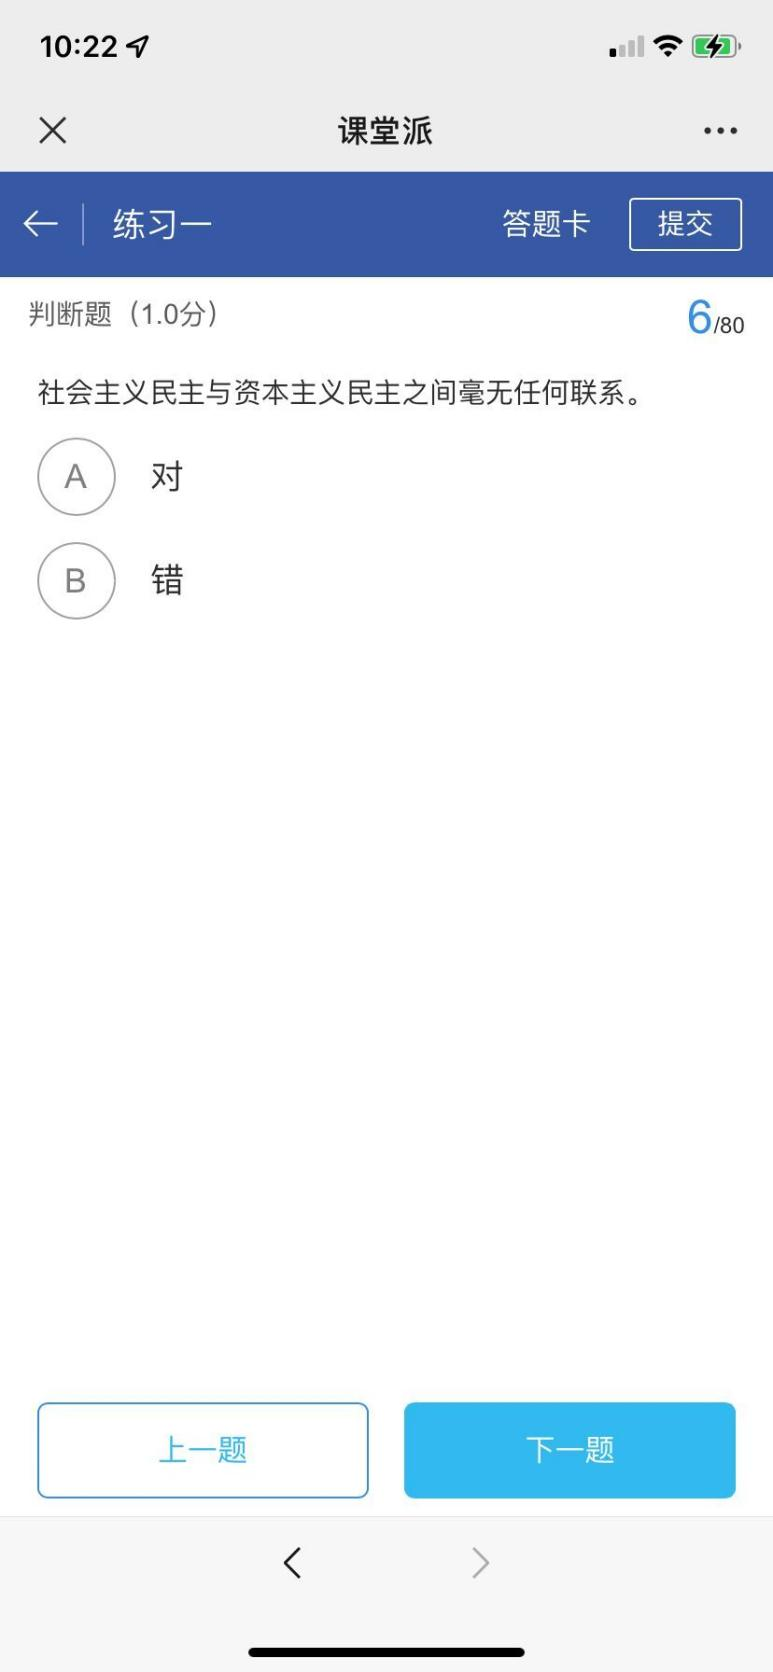 10:22
课堂派
练习一
答题卡
提交
判断题（1.0分）
6/80
社会主义民主与资本主义民主之间毫无任何联系。
A 对
B 错
上一题
下一题